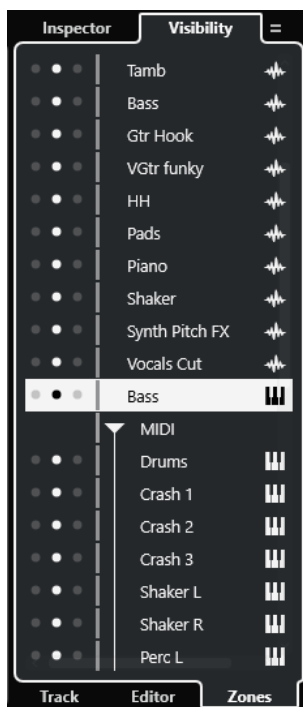 Inspector Visibility
Tamb
Bass
Gtr Hook
VGtr funky
HH
Pads
Piano
Shaker
Synth Pitch FX
Vocals Cut
Bass
MIDI
Drums
Crash 1
Crash 2
Crash 3
Shaker L
Shaker R
Perc L
Track Editor Zones